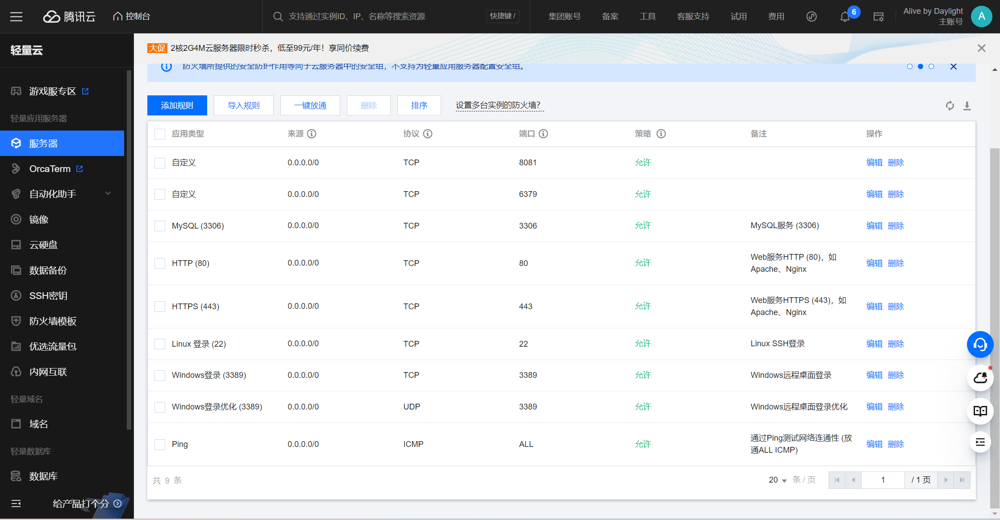 腾讯云
控制台
支持通过实例ID、IP、名称等搜索资源
快捷键 /
集团账号
备案
工具
客服支持
试用
费用
6
Alive by Daylight
主账号
A
轻量云
游戏服专区
轻量应用服务器
服务器
OrcaTerm
自动化助手
镜像
云硬盘
数据备份
SSH密钥
防火墙模板
优选流量包
内网互联
轻量域名
域名
轻量数据库
数据库
给产品打个分
大促 2核2G4M云服务器限时秒杀，低至99元/年！享同价续费
防火墙所提供的安全防护作用等同于云服务器中的安全组，不支持为轻量应用服务器配置安全组。
添加规则 导入规则 一键放通 删除 排序 设置多台实例的防火墙?
应用类型 来源 协议 端口 策略 备注 操作
自定义 0.0.0.0/0 TCP 8081 允许 编辑 删除
自定义 0.0.0.0/0 TCP 6379 允许 编辑 删除
MySQL (3306) 0.0.0.0/0 TCP 3306 允许 MySQL服务 (3306) 编辑 删除
HTTP (80) 0.0.0.0/0 TCP 80 允许 Web服务HTTP (80)，如 编辑 删除
Apache、Nginx
HTTPS (443) 0.0.0.0/0 TCP 443 允许 Web服务HTTPS (443)，如 编辑 删除
Apache、Nginx
Linux 登录 (22) 0.0.0.0/0 TCP 22 允许 Linux SSH登录 编辑 删除
Windows登录 (3389) 0.0.0.0/0 TCP 3389 允许 Windows远程桌面登录 编辑 删除
Windows登录优化 (3389) 0.0.0.0/0 UDP 3389 允许 Windows远程桌面登录优化 编辑 删除
Ping 0.0.0.0/0 ICMP ALL 允许 通过Ping测试网络连通性 (放 编辑 删除
通ALL ICMP)
共 9 条
20 条 / 页
1 / 1 页